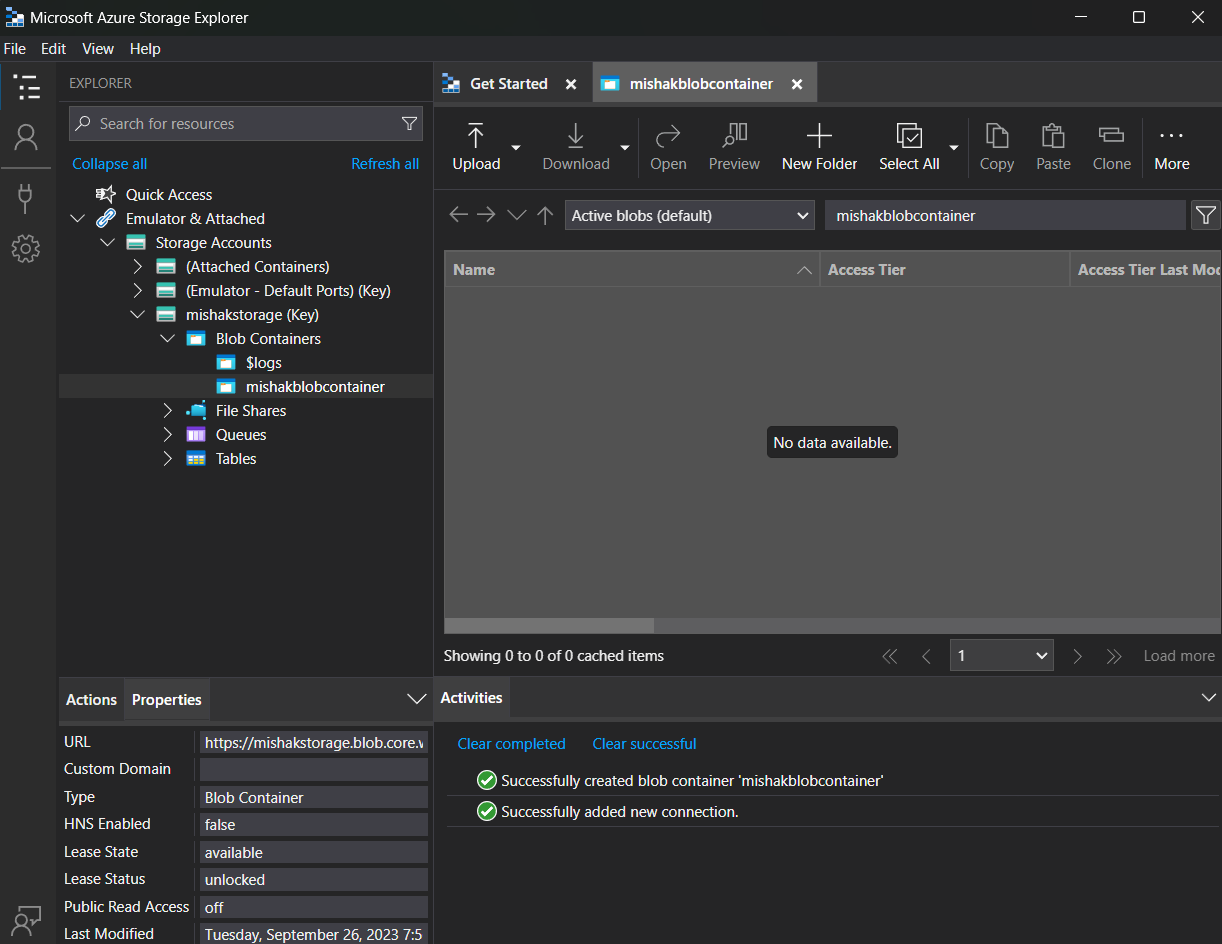 Microsoft Azure Storage Explorer
File Edit View Help
EXPLORER
Search for resources
Collapse all Refresh all
Quick Access
Emulator & Attached
Storage Accounts
(Attached Containers)
(Emulator - Default Ports) (Key)
mishakstorage (Key)
Blob Containers
$logs
mishakblobcontainer
File Shares
Queues
Tables
Actions Properties
URL https://mishakstorage.blob.core.
Custom Domain
Type Blob Container
HNS Enabled false
Lease State available
Lease Status unlocked
Public Read Access off
Last Modified Tuesday, September 26, 2023 7:5
Get Started mishakblobcontainer
Upload Download Open Preview New Folder Select All Copy Paste Clone More
Active blobs (default) mishakblobcontainer
Name Access Tier Access Tier Last Mod
No data available.
Showing 0 to 0 of 0 cached items 1 Load more
Activities
Clear completed Clear successful
Successfully created blob container 'mishakblobcontainer'
Successfully added new connection.